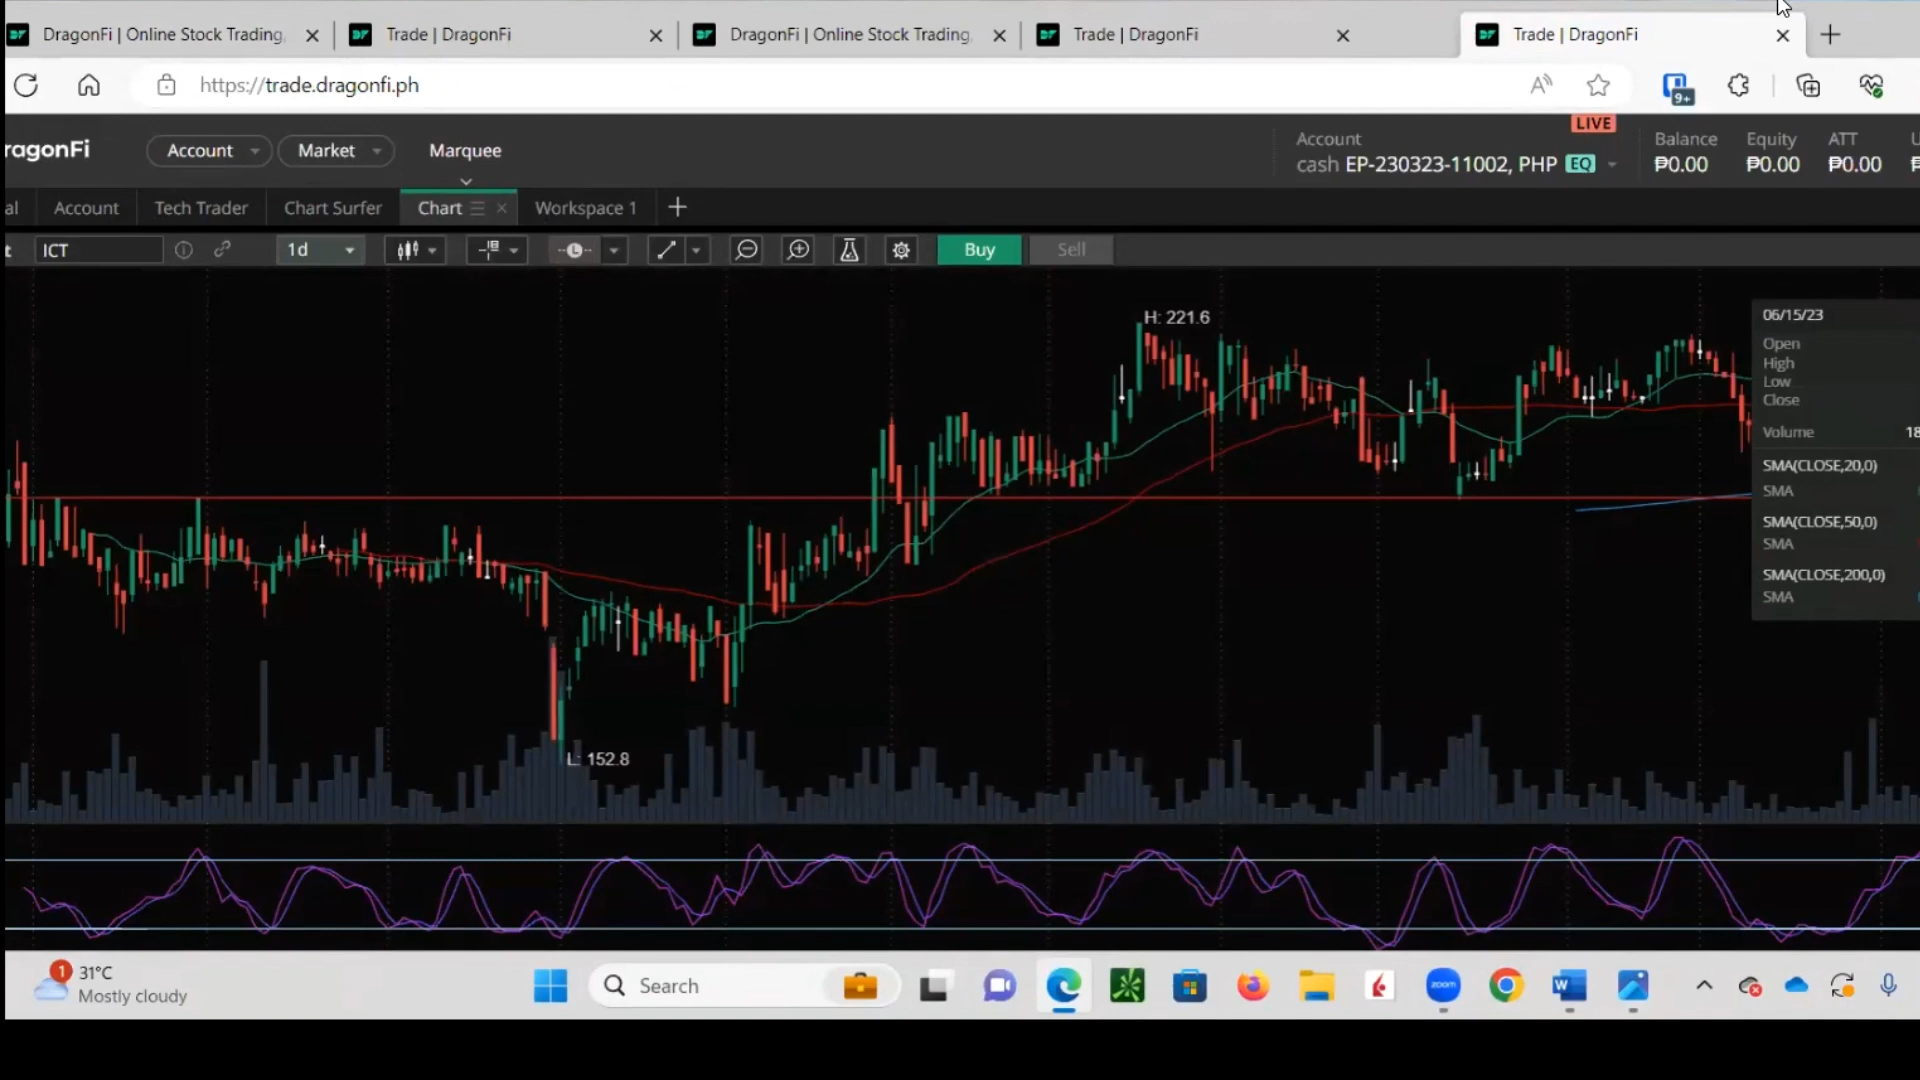 DragonFi | Online Stock Trading,
Trade | DragonFi
DragonFi | Online Stock Trading,
Trade | DragonFi
Trade | DragonFi
https://trade.dragonfi.ph
9+
ragonFi
Account
Market
Marquee
LIVE
Account
cash EP-230323-11002, PHP EQ
Balance
₱0.00
Equity
₱0.00
ATT
₱0.00
al
Account
Tech Trader
Chart Surfer
Chart
Workspace 1
t
ICT
1d
L
Buy
Sell
H: 221.6
L: 152.8
06/15/23
Open
High
Low
Close
Volume
18
SMA(CLOSE,20,0)
SMA
SMA(CLOSE,50,0)
SMA
SMA(CLOSE,200,0)
SMA
1
31°C
Mostly cloudy
Search
zoom
W